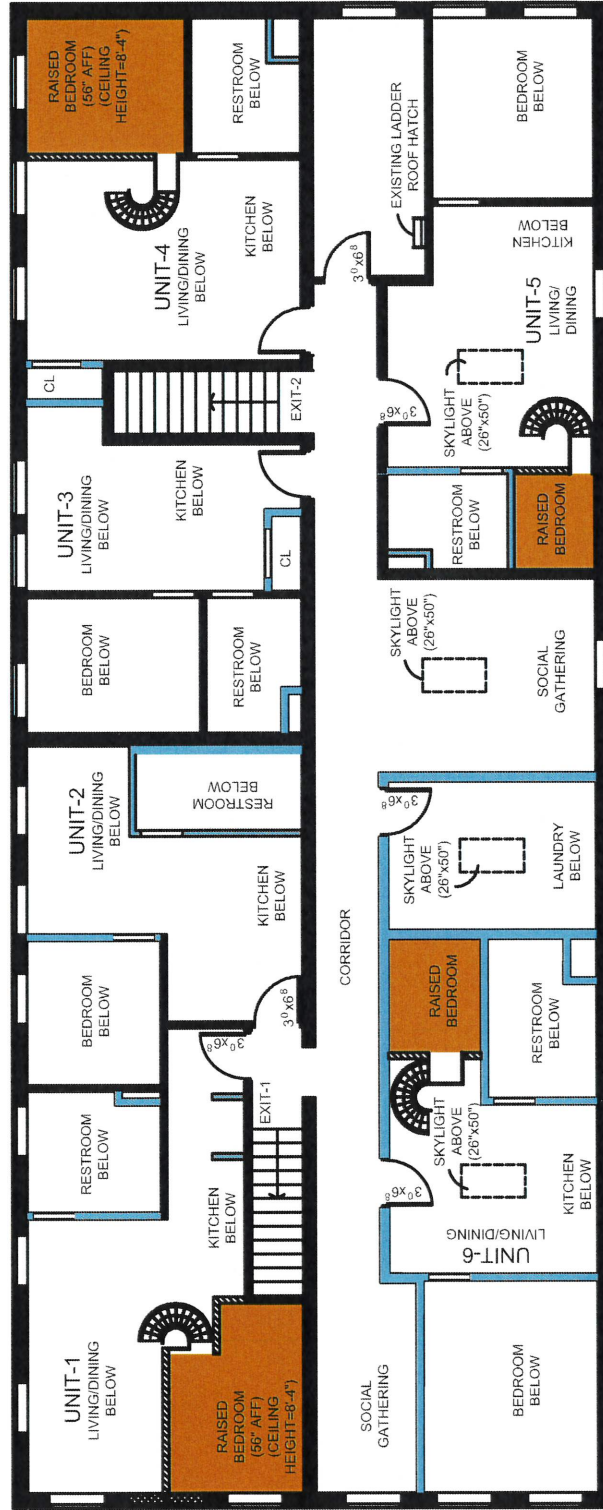 UNIT-1
LIVING/DINING
BELOW
RESTROOM
BELOW
KITCHEN
BELOW
3⁰x6⁸
EXIT-1
RAISED
BEDROOM
(56" AFF)
(CEILING
HEIGHT=8'-4")
BEDROOM
BELOW
UNIT-2
LIVING/DINING
BELOW
RESTROOM
BELOW
KITCHEN
BELOW
3⁰x6⁸
BEDROOM
BELOW
RESTROOM
BELOW
UNIT-3
LIVING/DINING
BELOW
KITCHEN
BELOW
CL
CL
EXIT-2
UNIT-4
LIVING/DINING
BELOW
KITCHEN
BELOW
RAISED
BEDROOM
(56" AFF)
(CEILING
HEIGHT=8'-4")
RESTROOM
BELOW
CORRIDOR
3⁰x6⁸
EXISTING LADDER
ROOF HATCH
SOCIAL
GATHERING
BEDROOM
BELOW
3⁰x6⁸
UNIT-6
LIVING/DINING
SKYLIGHT
ABOVE
(26"x50")
KITCHEN
BELOW
RAISED
BEDROOM
RESTROOM
BELOW
3⁰x6⁸
SKYLIGHT
ABOVE
(26"x50")
LAUNDRY
BELOW
SKYLIGHT
ABOVE
(26"x50")
SOCIAL
GATHERING
RESTROOM
BELOW
RAISED
BEDROOM
3⁰x6⁸
SKYLIGHT
ABOVE
(26"x50")
UNIT-5
LIVING/
DINING
KITCHEN
BELOW
BEDROOM
BELOW